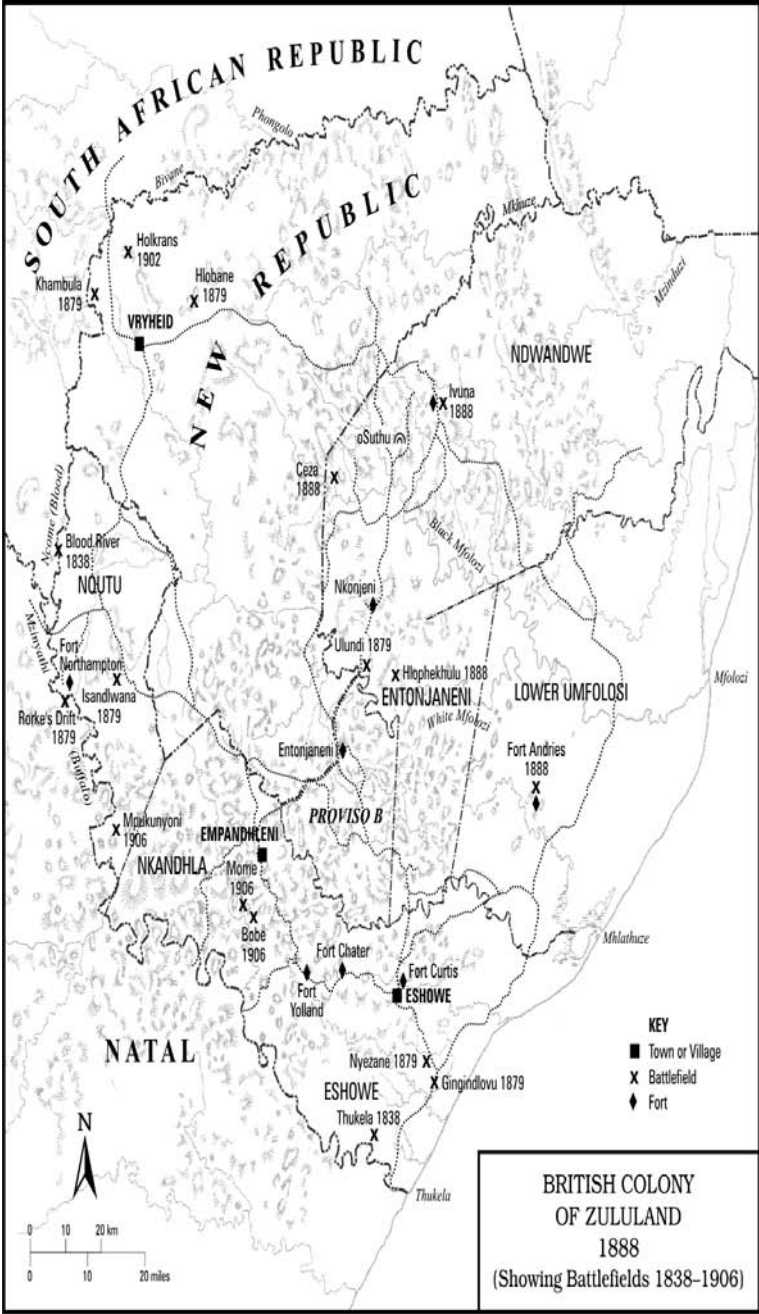 SOUTH AFRICAN REPUBLIC
Phongolo
Bivane
NEW REPUBLIC
Mkhuze
Holkrans
1902
Khambula
1879
Hlobane
1879
Mzinduzi
VRYHEID
NDWANDWE
Ivuna
1888
oSuthu
Ceza
1888
Ncome (Blood)
Blood River
1838
Black Mfolozi
NQUTU
Nkonjeni
Mzinyathi
Fort
Northampton
Ulundi 1879
Hlophekhulu 1888
Isandlwana
1879
ENTONJANENI
LOWER UMFOLOSI
Mfolozi
Rorke's Drift
1879
White Mfolozi
(Buffalo)
Entonjaneni
Fort Andries
1888
PROVISO B
Mpukunyoni
1906
EMPANDHLENI
NKANDHLA
Mome
1906
Bobe
1906
Mhlathuze
Fort Chater
Fort
Yolland
Fort Curtis
ESHOWE
NATAL
KEY
Town or Village
Battlefield
Fort
Nyezane 1879
Gingindlovu 1879
ESHOWE
Thukela 1838
N
Thukela
0 10 20 km
0 10 20 miles
BRITISH COLONY
OF ZULULAND
1888
(Showing Battlefields 1838–1906)